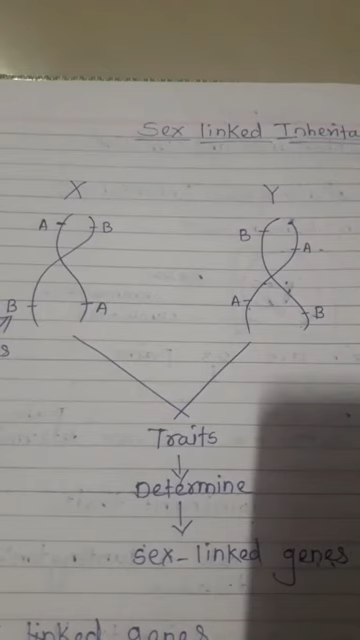 Sex linked Inherita
X Y
A B B A
B A A B
s
Traits
Determine
sex-linked genes
linked genes